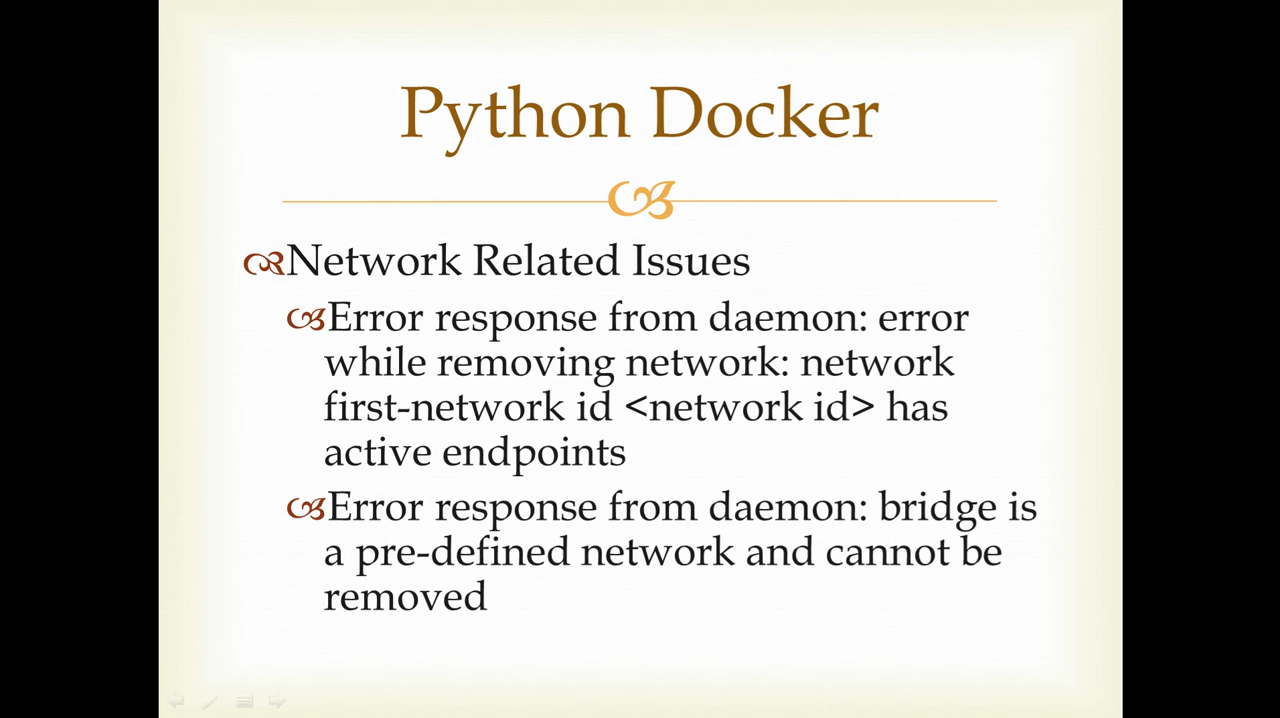 Python Docker
Network Related Issues
Error response from daemon: error
while removing network: network
first-network id <network id> has
active endpoints
Error response from daemon: bridge is
a pre-defined network and cannot be
removed